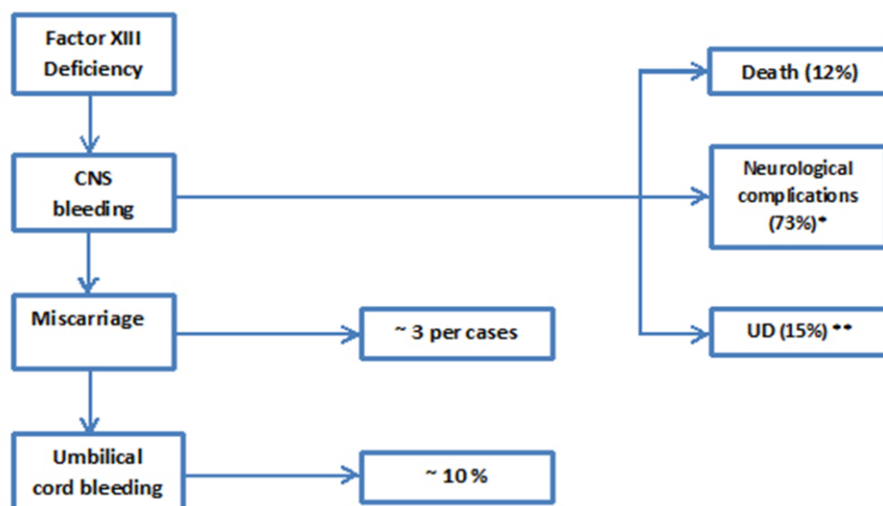 Factor XIII
Deficiency
Death (12%)
CNS
bleeding
Neurological
complications
(73%)*
Miscarriage
~ 3 per cases
UD (15%) **
Umbilical
cord bleeding
~ 10 %